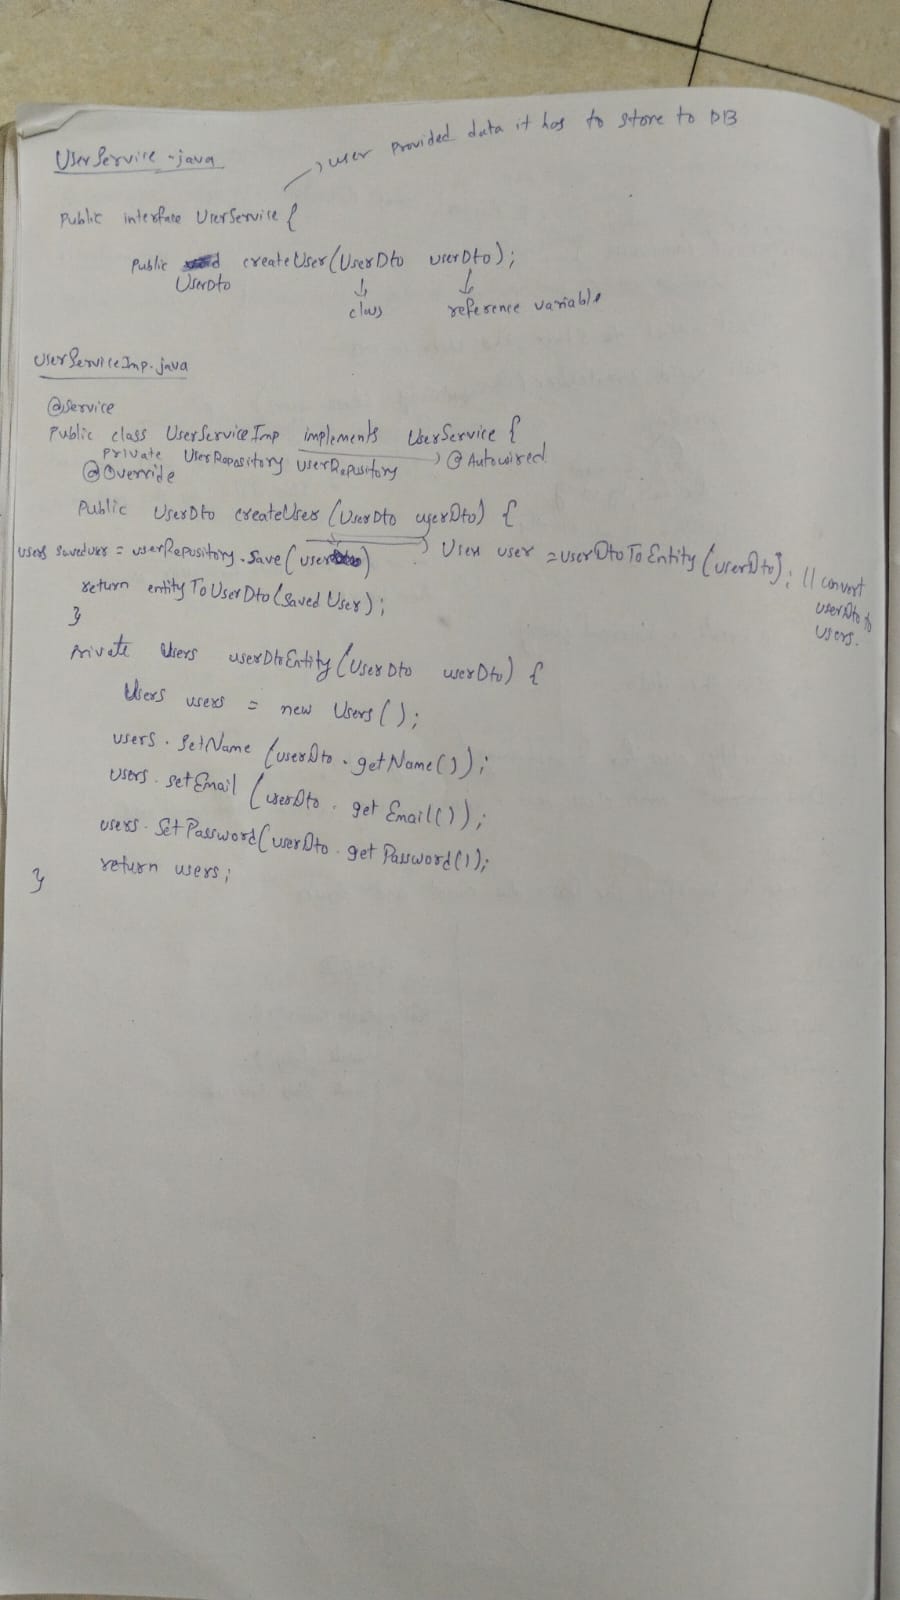 UserService.java
→ user provided data it has to store to DB
Public interface UserService {
Public createUser(UserDto userDto);
UserDto
↓ class
↓ reference variable
UserServiceImp.java
@Service
Public class UserServiceImp implements UserService {
private UserRepository userRepository → @Autowired
@Override
Public UserDto createUser (UserDto userDto) {
→ User user = userDtoToEntity (userDto); // convert userDto to users.
users = userRepository.save (user)
return entityToUserDto (saved User);
}
Private Users userDtoEntity (UserDto userDto) {
Users users = new Users();
users. setName (userDto. getName());
users. setEmail (userDto. get Email());
users. Set Password (userDto. get Password());
return users;
}